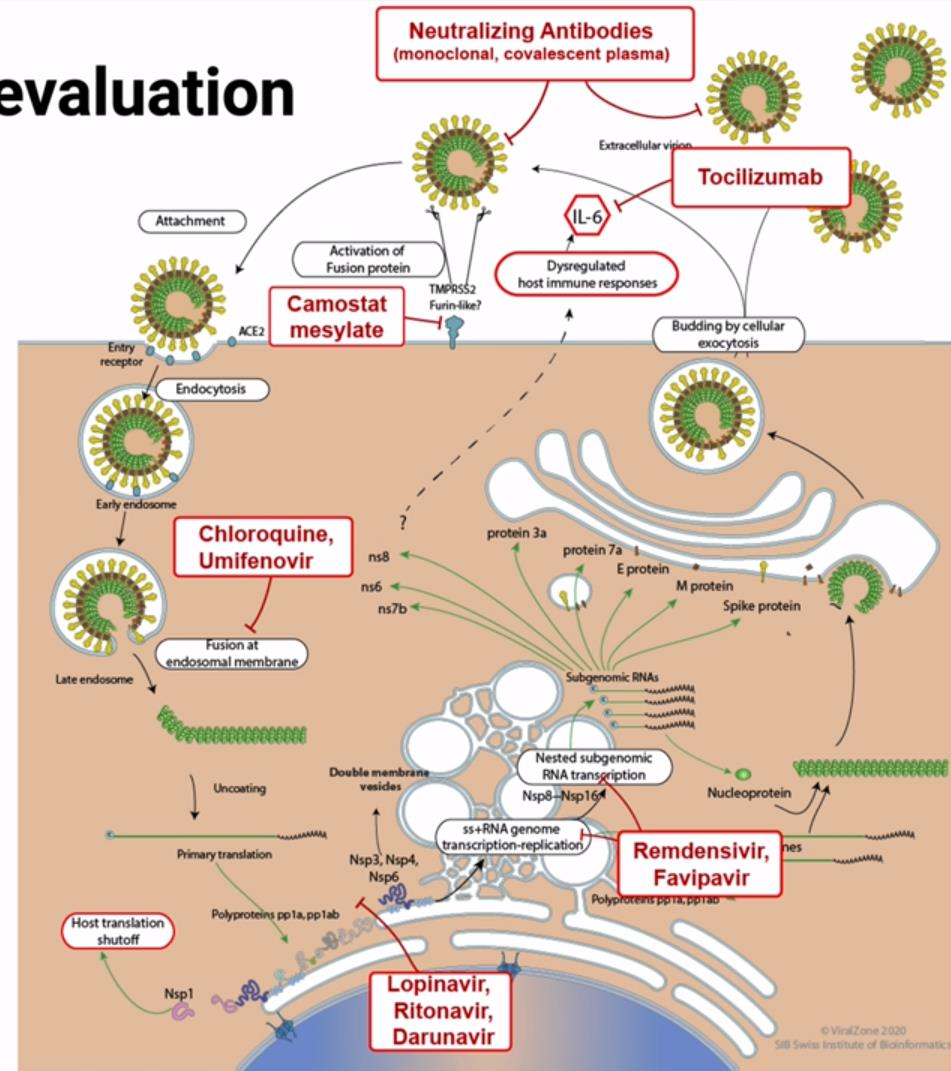 evaluation
Neutralizing Antibodies
(monoclonal, covalescent plasma)
Extracellular virion
Tocilizumab
IL-6
Attachment
Activation of
Fusion protein
Dysregulated
host immune responses
TMPRSS2
Furin-like?
Camostat
mesylate
ACE2
Budding by cellular
exocytosis
Entry
receptor
Endocytosis
Early endosome
Chloroquine,
Umifenovir
?
ns8
ns6
ns7b
protein 3a
protein 7a
E protein
M protein
Spike protein
Fusion at
endosomal membrane
Late endosome
Subgenomic RNAs
Double membrane
vesicles
Nested subgenomic
RNA transcription
Nsp8-Nsp16
Nucleoprotein
Uncoating
ss+RNA genome
transcription-replication
Primary translation
Nsp3, Nsp4,
Nsp6
Remdensivir,
Favipavir
nes
Polyproteins pp1a, pp1ab
Polyproteins pp1a, pp1ab
Host translation
shutoff
Nsp1
Lopinavir,
Ritonavir,
Darunavir
© ViralZone 2020
SIB Swiss Institute of Bioinformatics